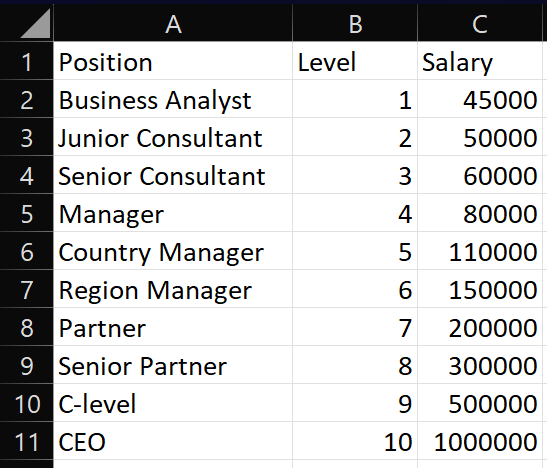 A B C
1 Position Level Salary
2 Business Analyst 1 45000
3 Junior Consultant 2 50000
4 Senior Consultant 3 60000
5 Manager 4 80000
6 Country Manager 5 110000
7 Region Manager 6 150000
8 Partner 7 200000
9 Senior Partner 8 300000
10 C-level 9 500000
11 CEO 10 1000000